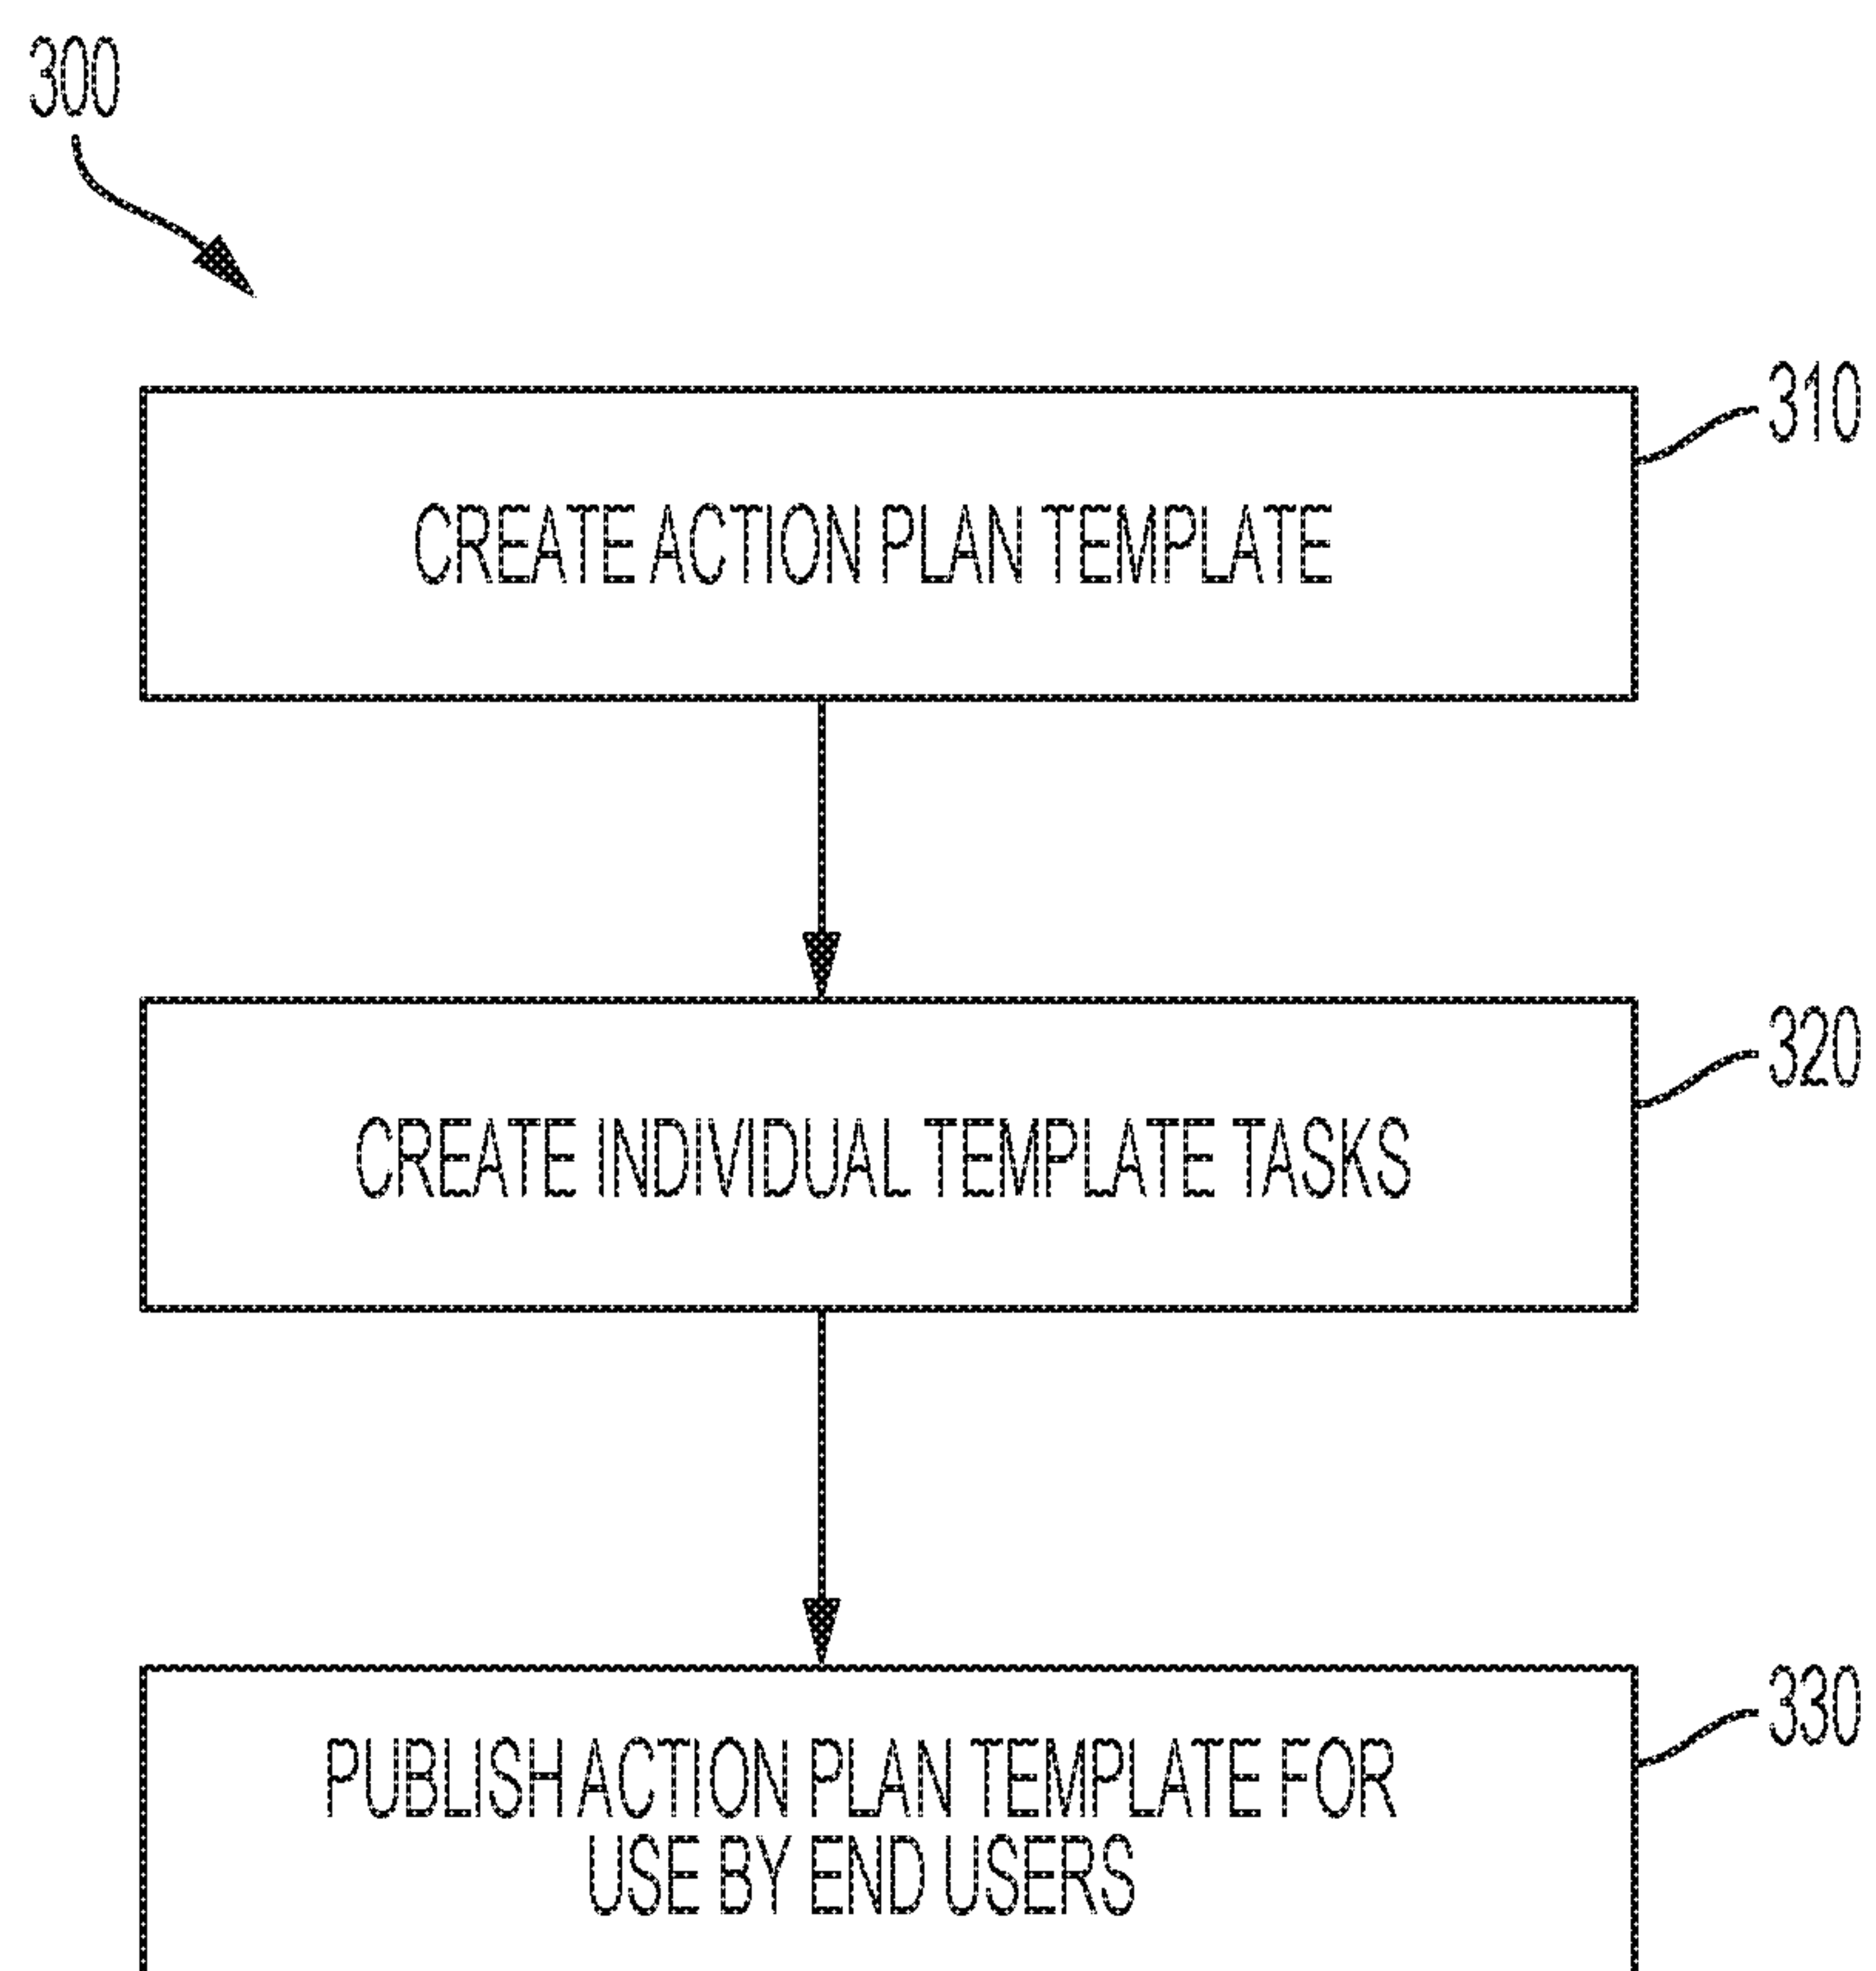 300
310
CREATE ACTION PLAN TEMPLATE
320
CREATE INDIVIDUAL TEMPLATE TASKS
330
PUBLISH ACTION PLAN TEMPLATE FOR
USE BY END USERS